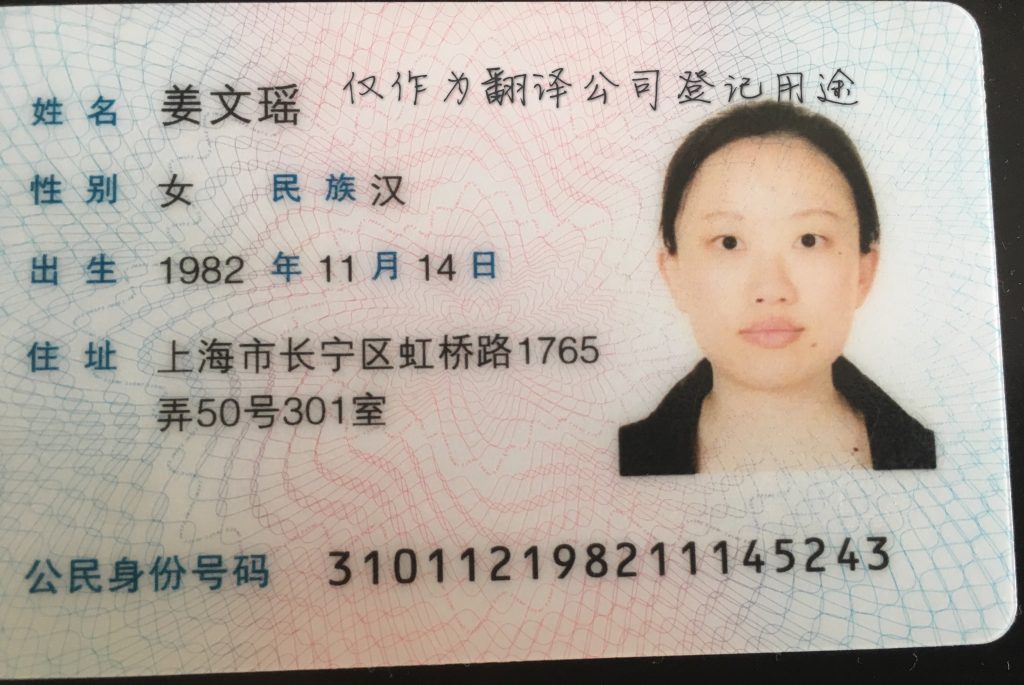 仅作为翻译公司登记用途
姓名 姜文瑶
性别 女 民族 汉
出生 1982 年 11 月 14 日
住址 上海市长宁区虹桥路1765
弄50号301室
公民身份号码 310112198211145243